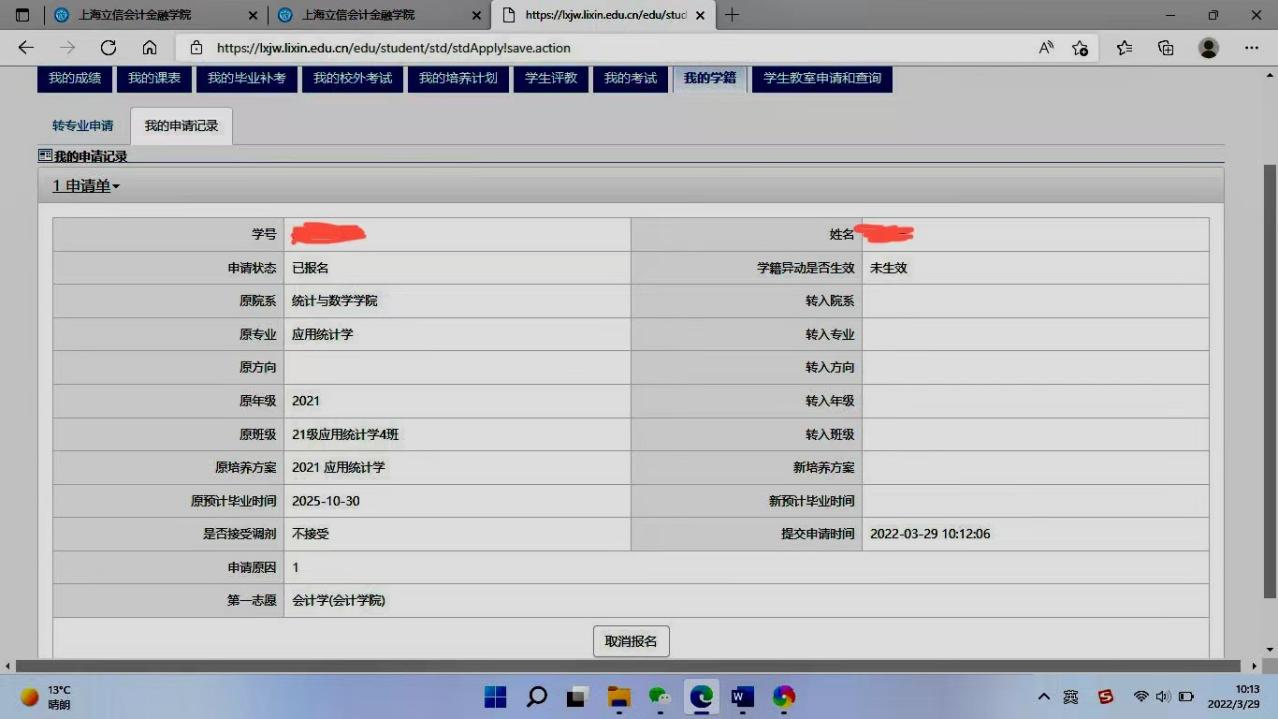 上海立信会计金融学院
上海立信会计金融学院
https://lxjw.lixin.edu.cn/edu/stud
https://lxjw.lixin.edu.cn/edu/student/std/stdApply!save.action
我的成绩 我的课表 我的毕业补考 我的校外考试 我的培养计划 学生评教 我的考试 我的学籍 学生教室申请和查询
转专业申请 我的申请记录
我的申请记录
1 申请单
学号 姓名
申请状态 已报名 学籍异动是否生效 未生效
原院系 统计与数学学院 转入院系
原专业 应用统计学 转入专业
原方向 转入方向
原年级 2021 转入年级
原班级 21级应用统计学4班 转入班级
原培养方案 2021 应用统计学 新培养方案
原预计毕业时间 2025-10-30 新预计毕业时间
是否接受调剂 不接受 提交申请时间 2022-03-29 10:12:06
申请原因 1
第一志愿 会计学(会计学院)
取消报名
13°C
晴朗
英
10:13
2022/3/29